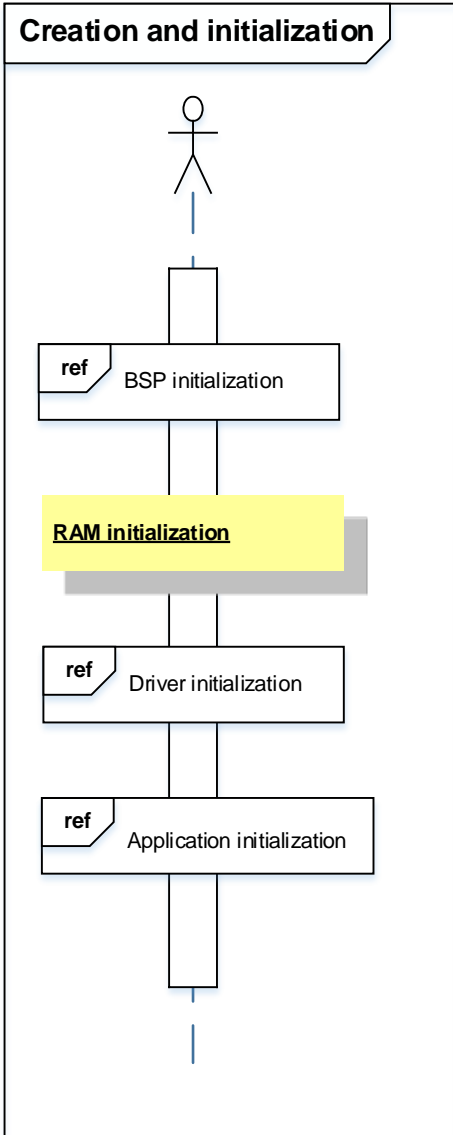 Creation and initialization
ref
BSP initialization
RAM initialization
ref
Driver initialization
ref
Application initialization